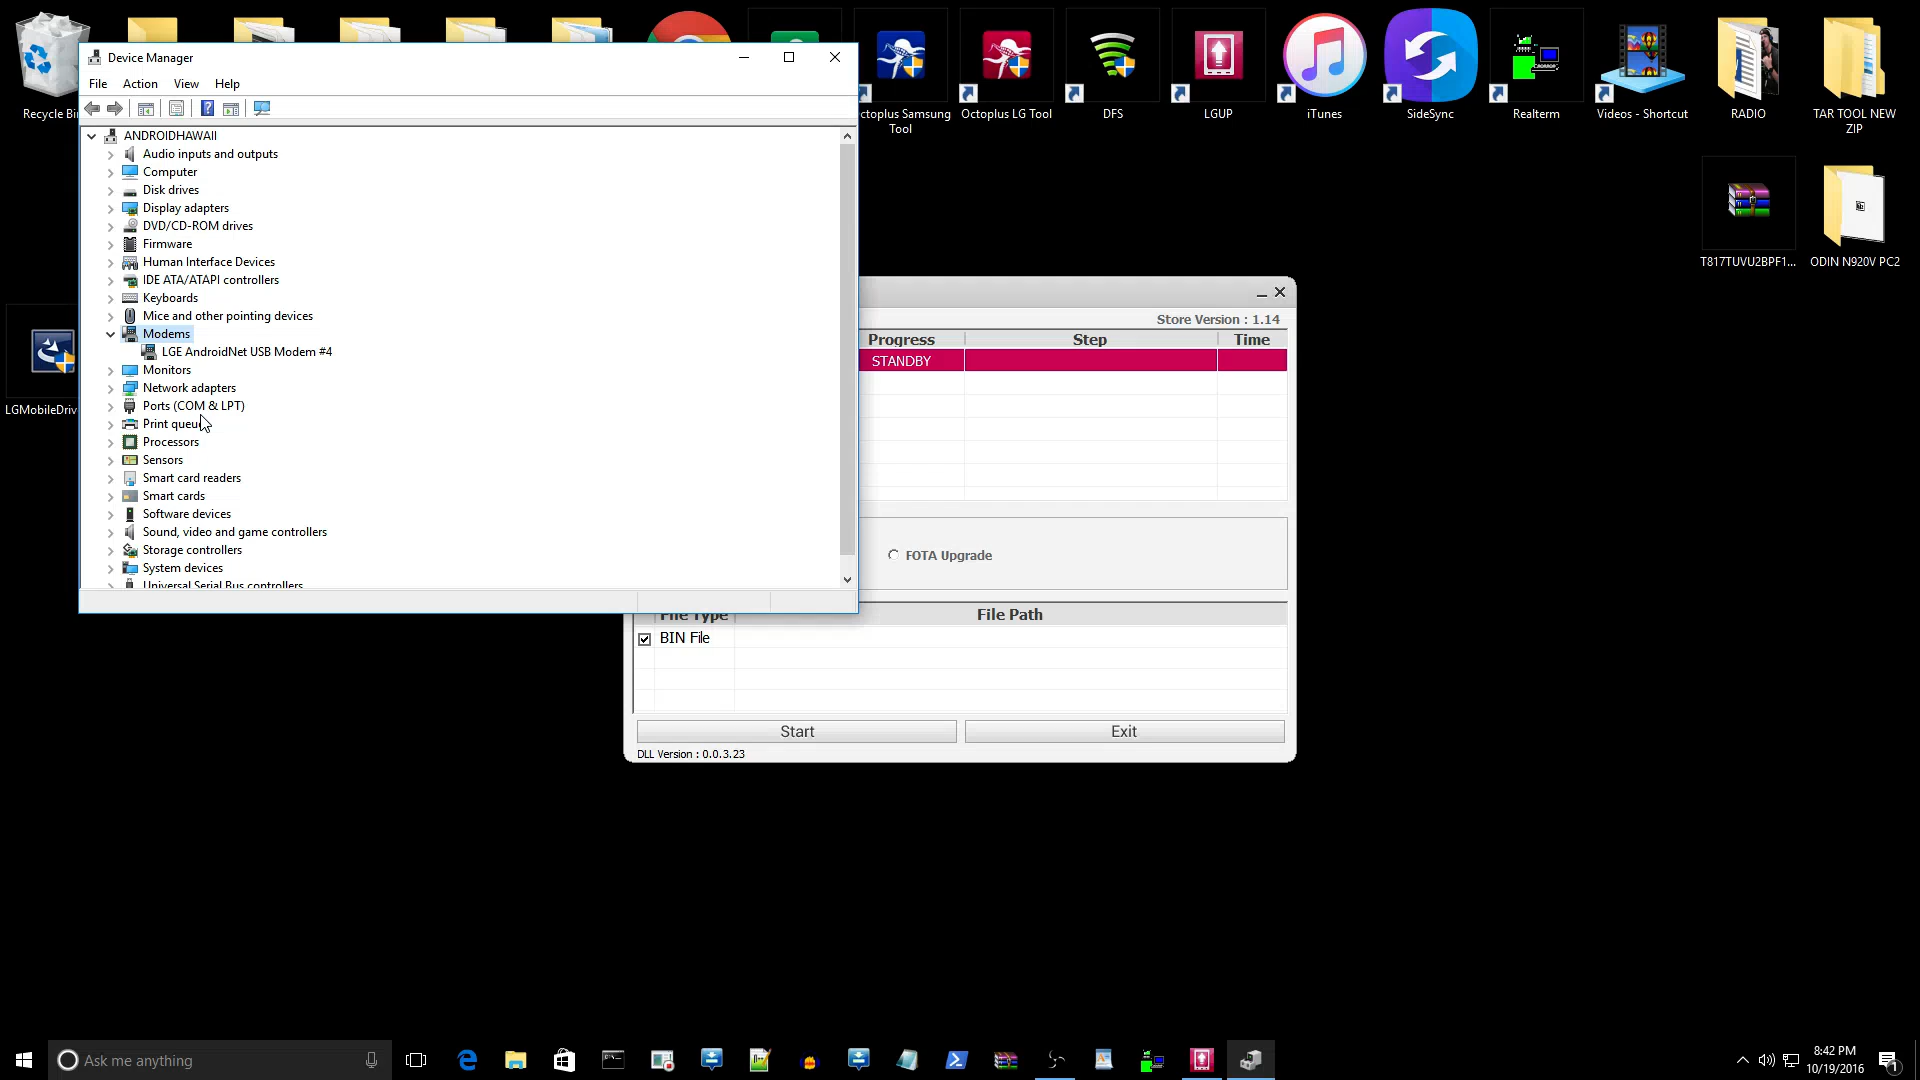 Recycle Bi
ctoplus Samsung
Tool
Octoplus LG Tool
DFS
LGUP
iTunes
SideSync
Realterm
Videos - Shortcut
RADIO
TAR TOOL NEW
ZIP
T817TUVU2BPF1...
ODIN N920V PC2
LGMobileDriv
Device Manager
File
Action
View
Help
ANDROIDHAWAII
Audio inputs and outputs
Computer
Disk drives
Display adapters
DVD/CD-ROM drives
Firmware
Human Interface Devices
IDE ATA/ATAPI controllers
Keyboards
Mice and other pointing devices
Modems
LGE AndroidNet USB Modem #4
Monitors
Network adapters
Ports (COM & LPT)
Print queu
Processors
Sensors
Smart card readers
Smart cards
Software devices
Sound, video and game controllers
Storage controllers
System devices
Universal Serial Bus controllers
Store Version : 1.14
Progress
Step
Time
STANDBY
FOTA Upgrade
File Type
File Path
BIN File
Start
Exit
DLL Version : 0.0.3.23
Ask me anything
8:42 PM
10/19/2016
1